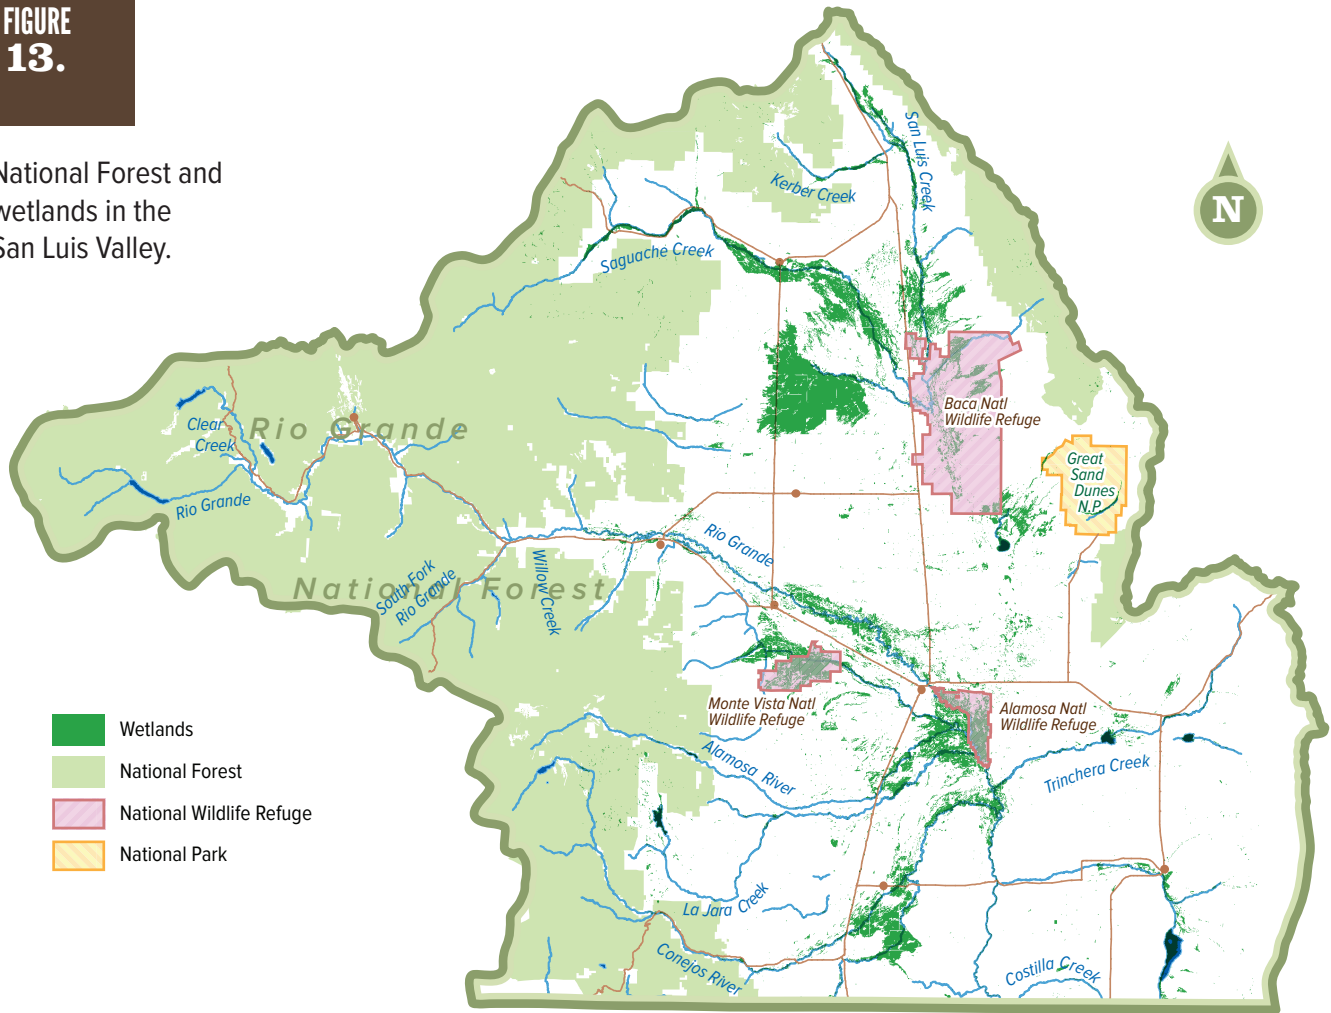 FIGURE
13.
National Forest and
wetlands in the
San Luis Valley.
N
San Luis Creek
Kerber Creek
Saguache Creek
Baca Natl
Wildlife Refuge
Great
Sand
Dunes
N.P.
Clear
Creek
Rio Grande
Rio Grande
Rio Grande
National Forest
South Fork
Rio Grande
Willow Creek
Monte Vista Natl
Wildlife Refuge
Alamosa Natl
Wildlife Refuge
Alamosa River
Trinchera Creek
La Jara Creek
Conejos River
Costilla Creek
Wetlands
National Forest
National Wildlife Refuge
National Park